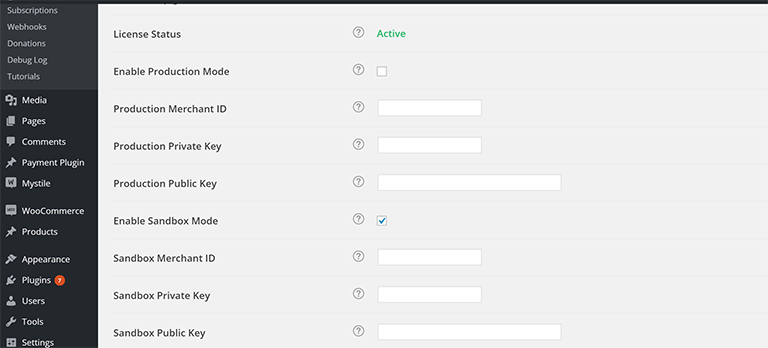 Subscriptions
Webhooks
Donations
Debug Log
Tutorials
Media
Pages
Comments
Payment Plugin
Mystile
WooCommerce
Products
Appearance
Plugins 7
Users
Tools
Settings
License Status ? Active
Enable Production Mode ?
Production Merchant ID ?
Production Private Key ?
Production Public Key ?
Enable Sandbox Mode ?
Sandbox Merchant ID ?
Sandbox Private Key ?
Sandbox Public Key ?